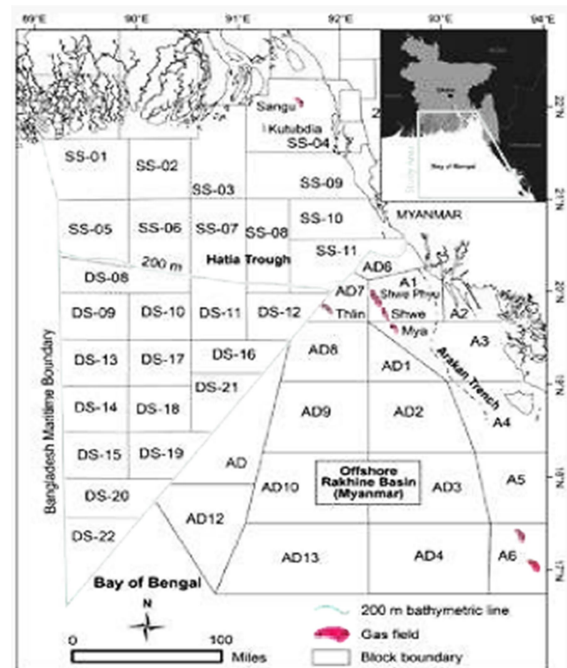 89°E 90°E 91°E 92°E 93°E 94°E
22°N
21°N
20°N
19°N
18°N
17°N
Bay of Bengal
Sangu
Kutubdia
SS-04
SS-01
SS-02
SS-03
SS-09
SS-05
SS-06
SS-07
SS-08
SS-10
SS-11
MYANMAR
200 m
Hatia Trough
DS-08
AD6
AD7
A1
Shwe Phyu
DS-09
DS-10
DS-11
DS-12
Thlin
Shwe
A2
Mya
A3
DS-13
DS-17
DS-16
AD8
AD1
Arakan Trench
DS-21
DS-14
DS-18
AD9
AD2
A4
Bangladesh Maritime Boundary
DS-15
DS-19
AD
AD10
Offshore
Rakhine Basin
(Myanmar)
AD3
A5
DS-20
AD12
DS-22
AD13
AD4
A6
Bay of Bengal
N
0 100
Miles
200 m bathymetric line
Gas field
Block boundary